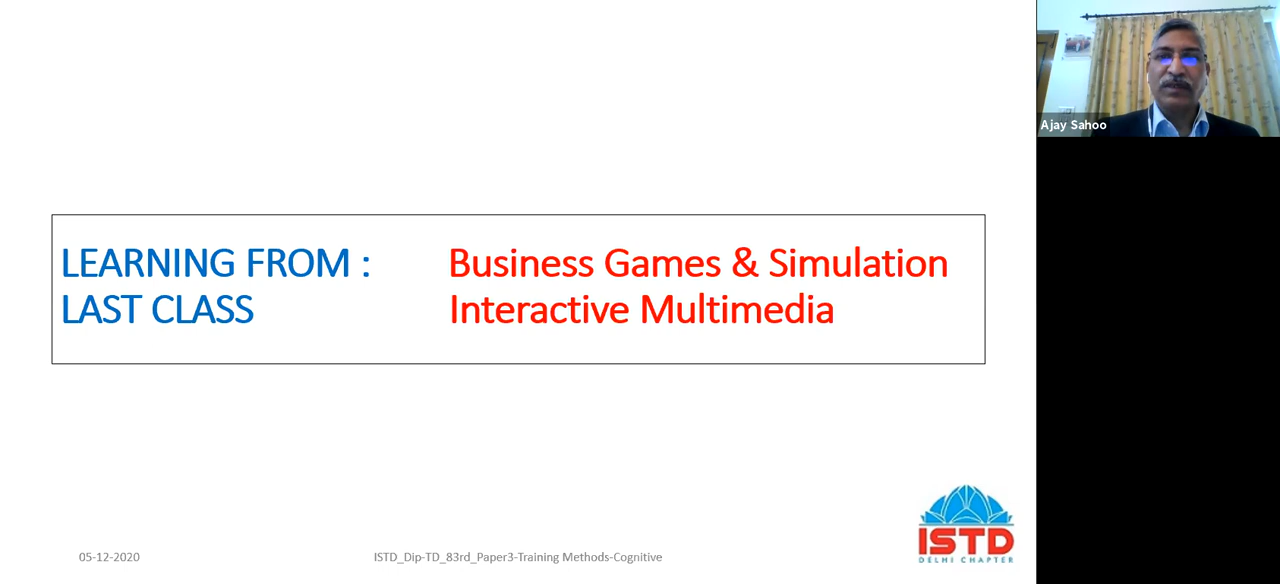 LEARNING FROM : Business Games & Simulation
LAST CLASS Interactive Multimedia
05-12-2020
ISTD_Dip-TD_83rd_Paper3-Training Methods-Cognitive
ISTD
DELHI CHAPTER
Ajay Sahoo